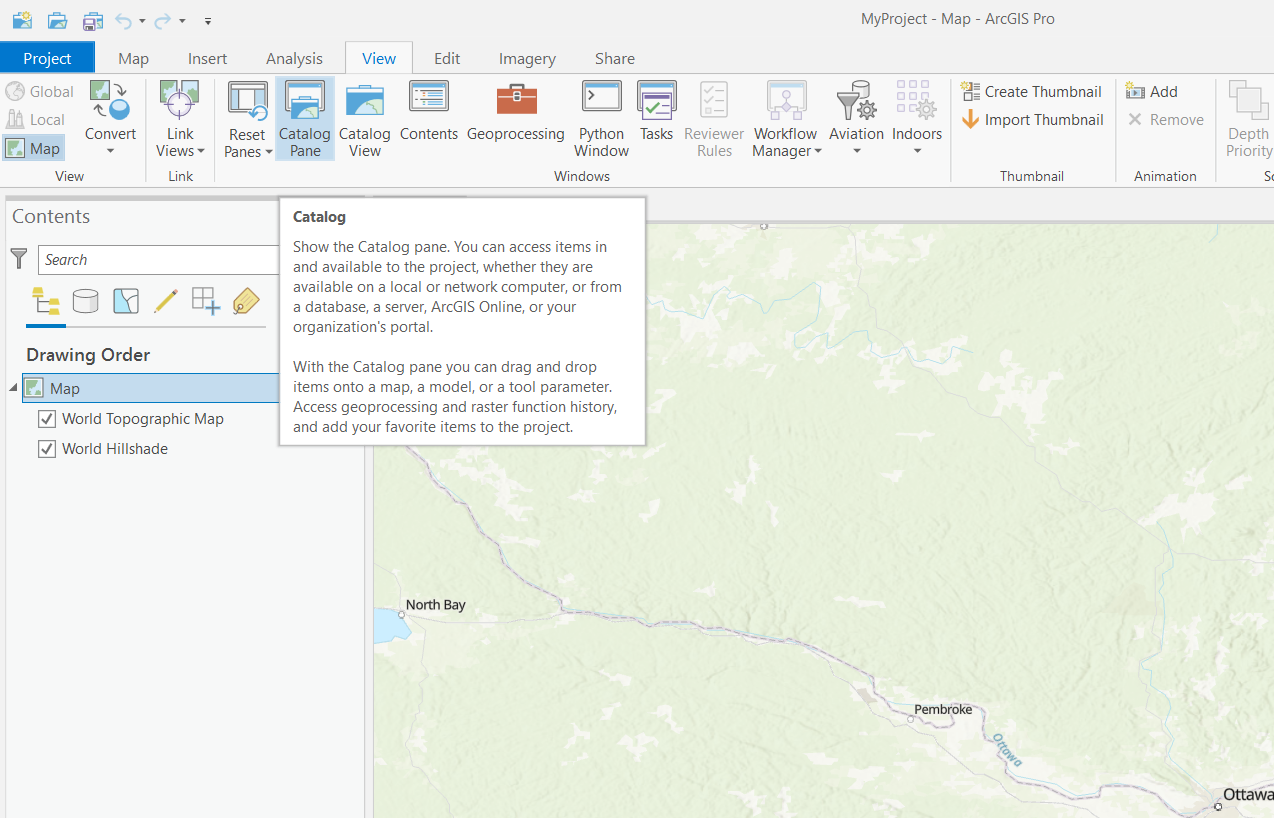 MyProject - Map - ArcGIS Pro
Project Map Insert Analysis View Edit Imagery Share
Global
Local
Map
Convert
View
Link
Views
Link
Reset
Panes
Catalog
Pane
Catalog
View
Contents
Geoprocessing
Python
Window
Tasks
Reviewer
Rules
Workflow
Manager
Aviation
Indoors
Windows
Create Thumbnail
Import Thumbnail
Thumbnail
Add
Remove
Animation
Depth
Priority
Contents
Search
Drawing Order
Map
World Topographic Map
World Hillshade
Catalog
Show the Catalog pane. You can access items in
and available to the project, whether they are
available on a local or network computer, or from
a database, a server, ArcGIS Online, or your
organization's portal.
With the Catalog pane you can drag and drop
items onto a map, a model, or a tool parameter.
Access geoprocessing and raster function history,
and add your favorite items to the project.
North Bay
Pembroke
Ottawa
Ottawa